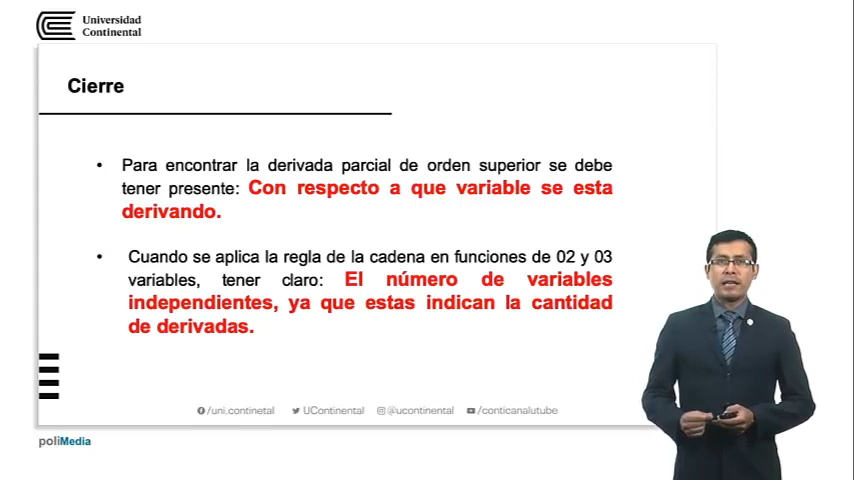 Universidad
Continental
Cierre
• Para encontrar la derivada parcial de orden superior se debe
tener presente: Con respecto a que variable se esta
derivando.
• Cuando se aplica la regla de la cadena en funciones de 02 y 03
variables, tener claro: El número de variables
independientes, ya que estas indican la cantidad
de derivadas.
/uni.continetal UContinental @ucontinental /conticanalutube
poliMedia